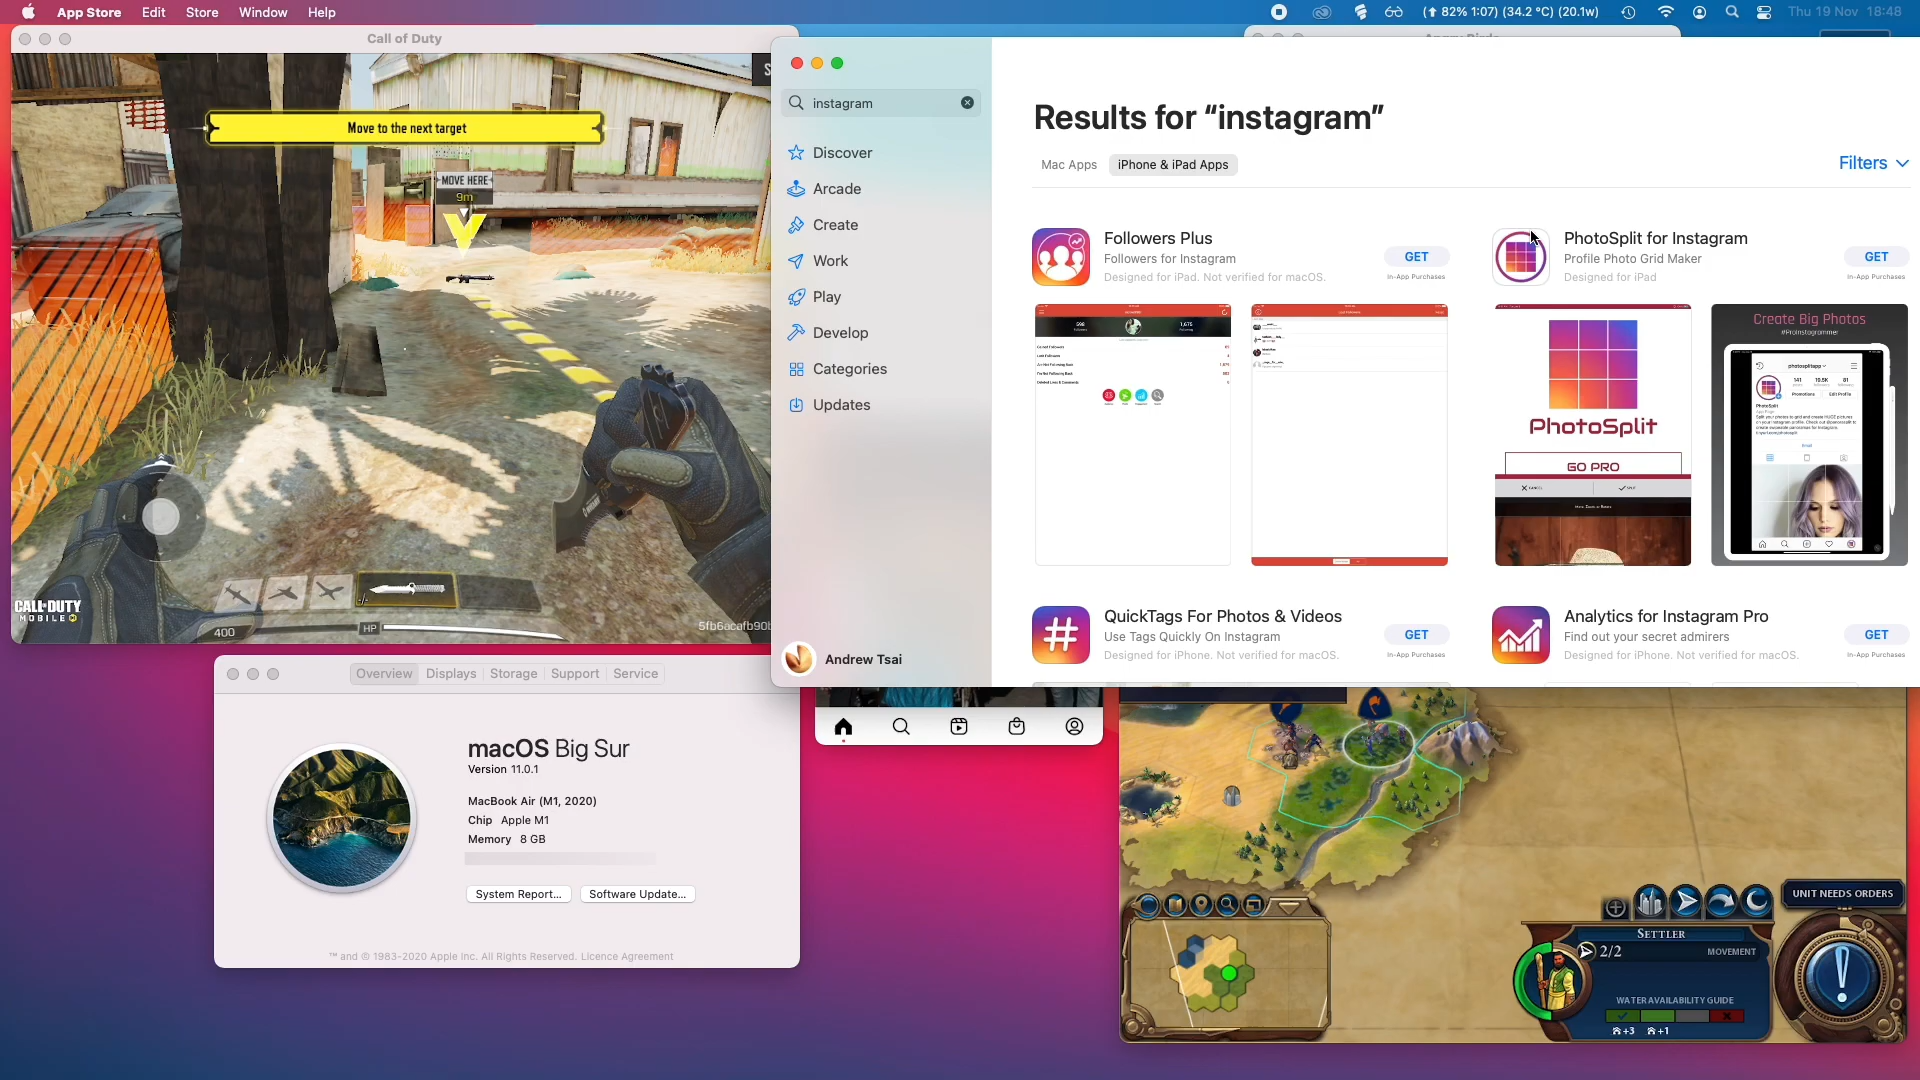 App Store Edit Store Window Help
82% 1:07) (34.2 °C) (20.1w)
Thu 19 Nov 18:48
Call of Duty
Move to the next target
MOVE HERE
9m
CALL OF DUTY
MOBILE
400
HP
instagram
Discover
Arcade
Create
Work
Play
Develop
Categories
Updates
Andrew Tsai
Results for “instagram”
Mac Apps iPhone & iPad Apps
Filters
Followers Plus
Followers for Instagram
Designed for iPad. Not verified for macOS.
GET
In-App Purchases
PhotoSplit for Instagram
Profile Photo Grid Maker
Designed for iPad
GET
In-App Purchases
PhotoSplit
GO PRO
Create Big Photos
#ProInstagrammer
photosplitapp
QuickTags For Photos & Videos
Use Tags Quickly On Instagram
Designed for iPhone. Not verified for macOS.
GET
In-App Purchases
Analytics for Instagram Pro
Find out your secret admirers
Designed for iPhone. Not verified for macOS.
GET
In-App Purchases
Overview Displays Storage Support Service
macOS Big Sur
Version 11.0.1
MacBook Air (M1, 2020)
Chip Apple M1
Memory 8 GB
System Report... Software Update...
™ and © 1983-2020 Apple Inc. All Rights Reserved. Licence Agreement
UNIT NEEDS ORDERS
SETTLER
2/2 MOVEMENT
WATER AVAILABILITY GUIDE
+3 +1